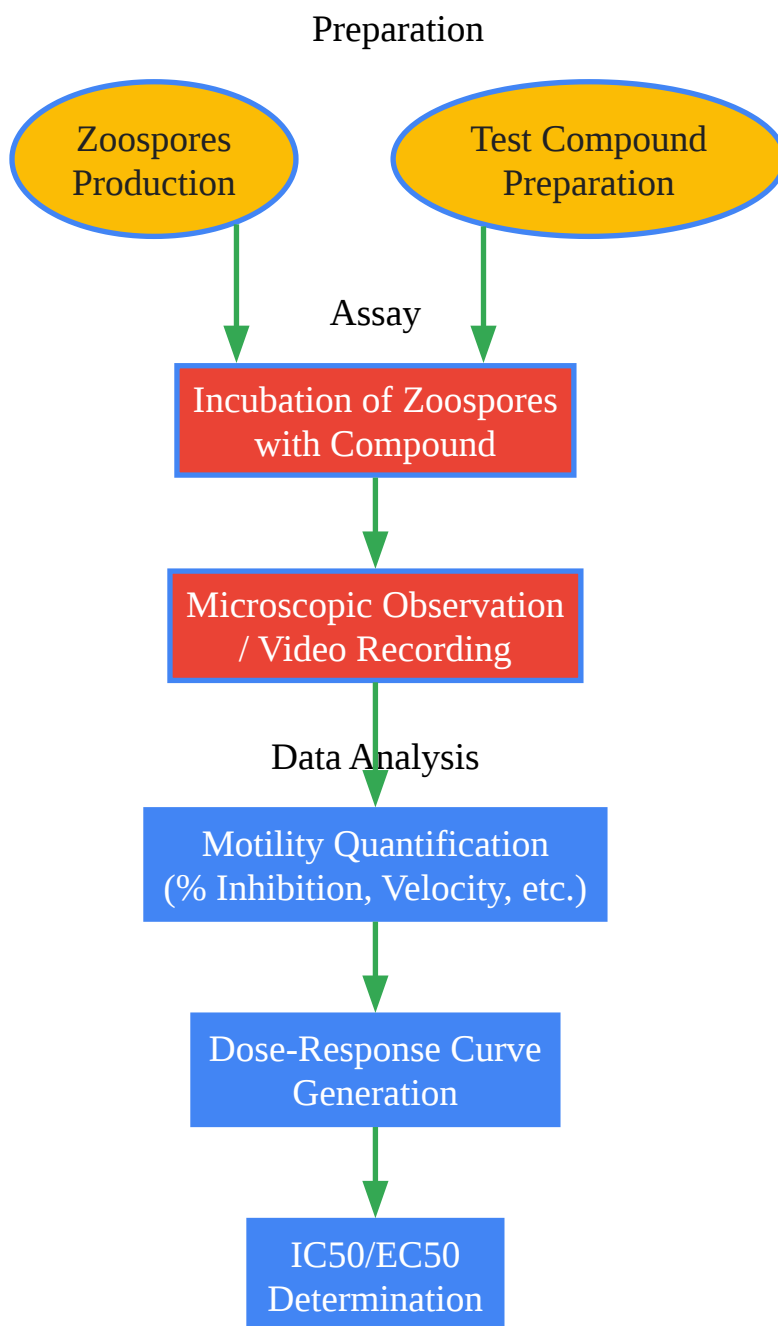 Preparation
Zoospores
Production
Test Compound
Preparation
Assay
Incubation of Zoospores
with Compound
Microscopic Observation
/ Video Recording
Data Analysis
Motility Quantification
(% Inhibition, Velocity, etc.)
Dose-Response Curve
Generation
IC50/EC50
Determination